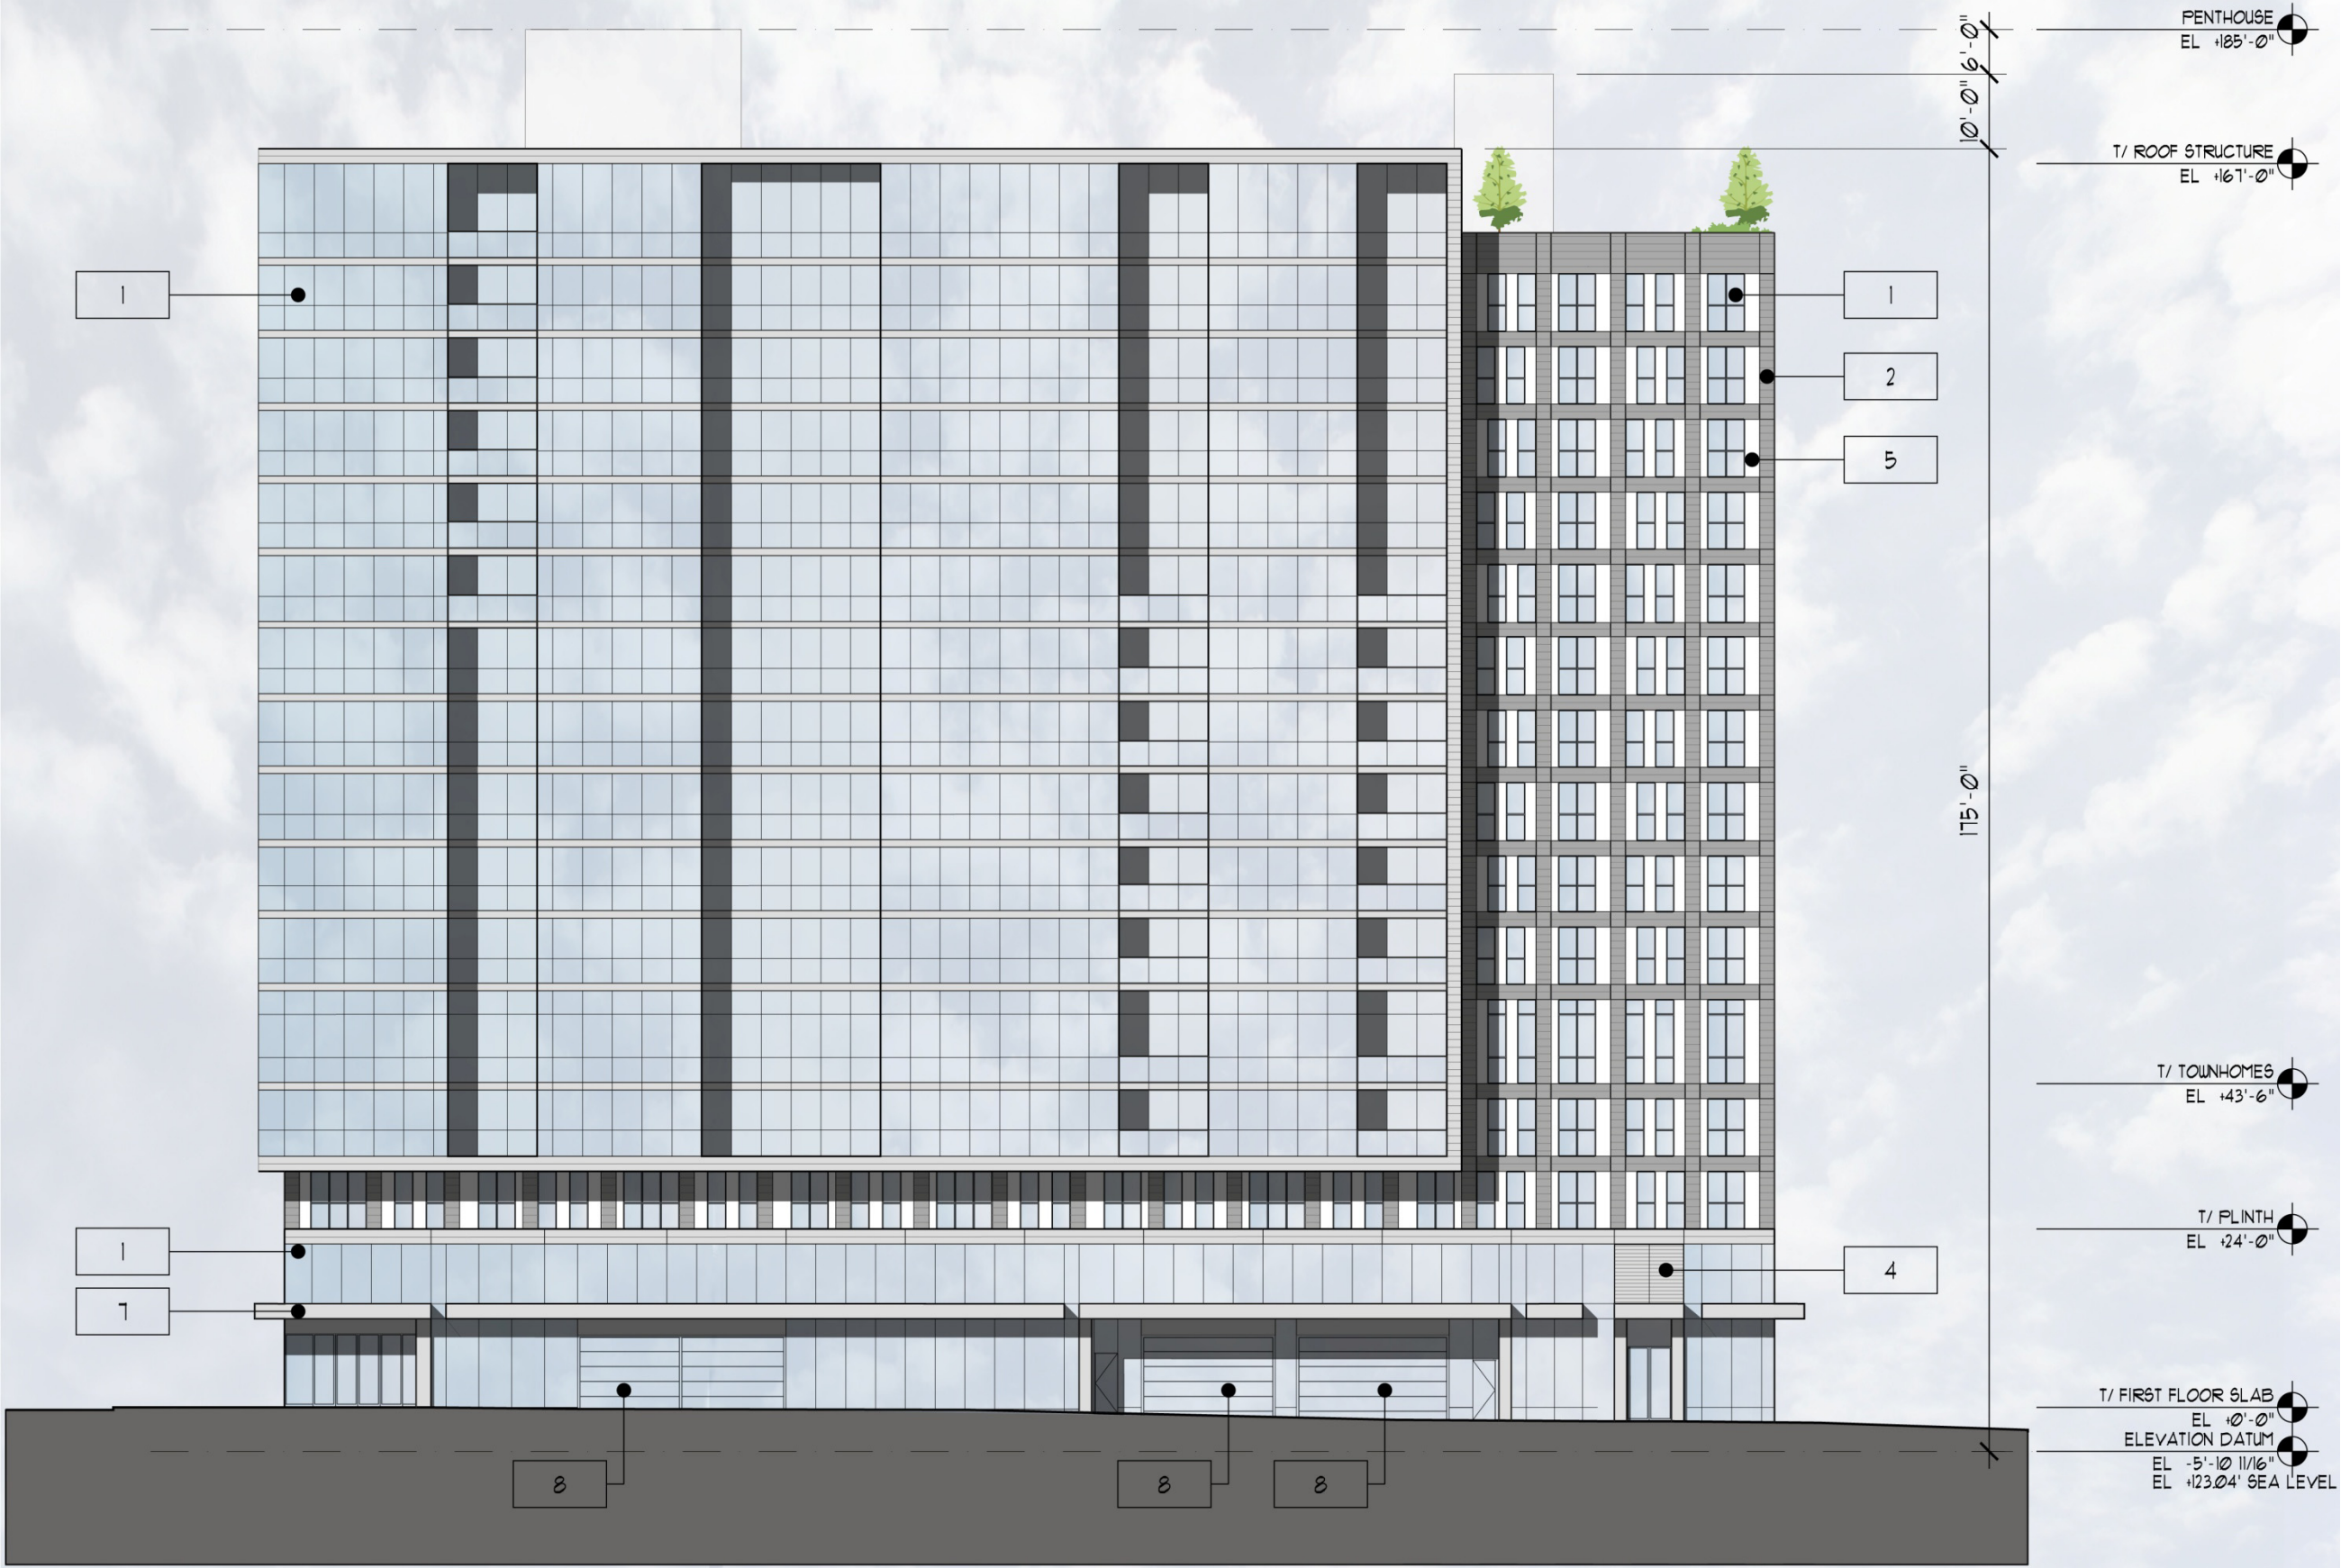 PENTHOUSE
EL +185'-0"
6'-0"
10'-0"
T/ ROOF STRUCTURE
EL +167'-0"
1
1
2
5
175'-0"
T/ TOWNHOMES
EL +43'-6"
T/ PLINTH
EL +24'-0"
1
4
7
T/ FIRST FLOOR SLAB
EL +0'-0"
ELEVATION DATUM
EL -5'-10 11/16"
EL +123.04' SEA LEVEL
8
8
8